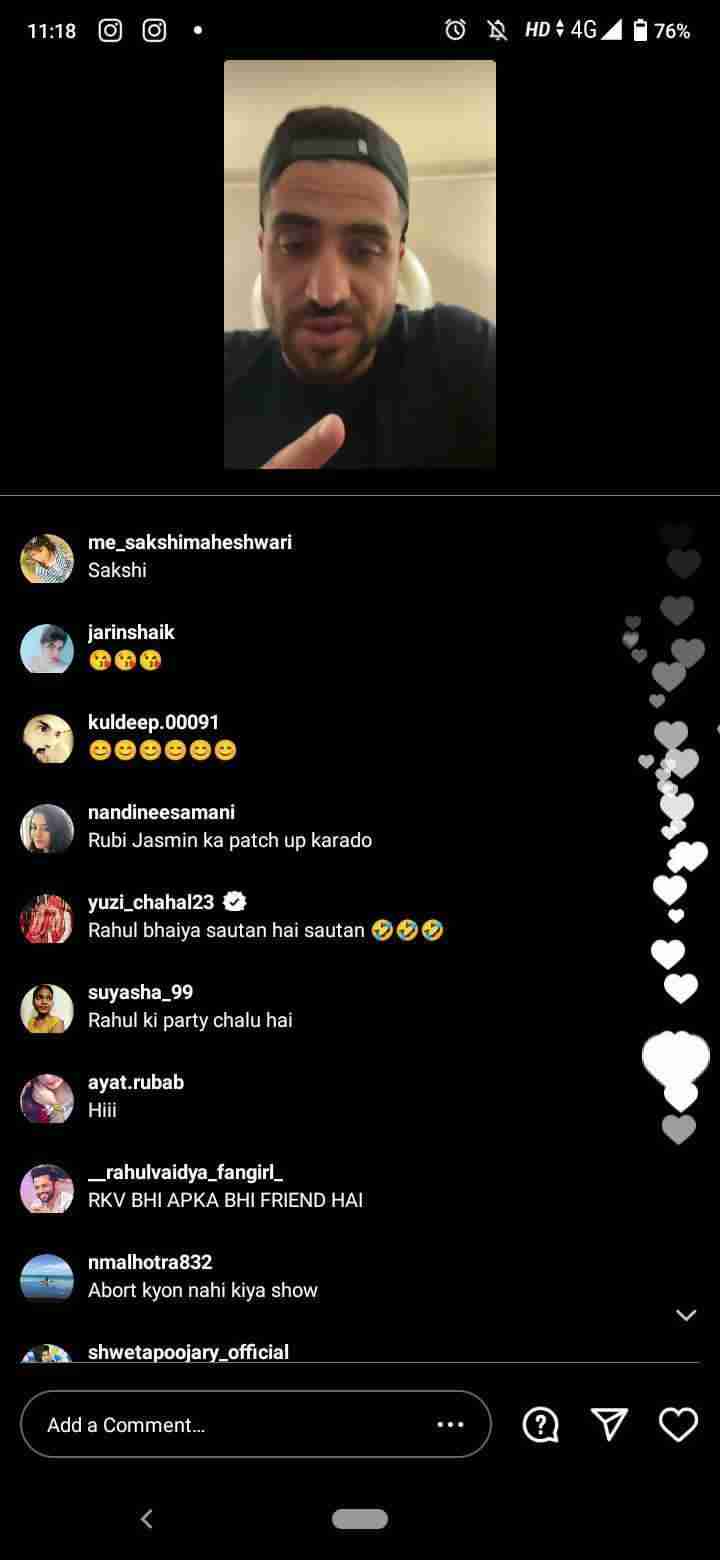 11:18
HD 4G 76%
me_sakshimaheshwari
Sakshi
jarinshaik
😘😘😘
kuldeep.00091
😊😊😊😊😊😊
nandineesamani
Rubi Jasmin ka patch up karado
yuzi_chahal23
Rahul bhaiya sautan hai sautan 🤣🤣🤣
suyasha_99
Rahul ki party chalu hai
ayat.rubab
Hiii
__rahulvaidya_fangirl_
RKV BHI APKA BHI FRIEND HAI
nmalhotra832
Abort kyon nahi kiya show
shwetapoojary_official
Add a Comment...